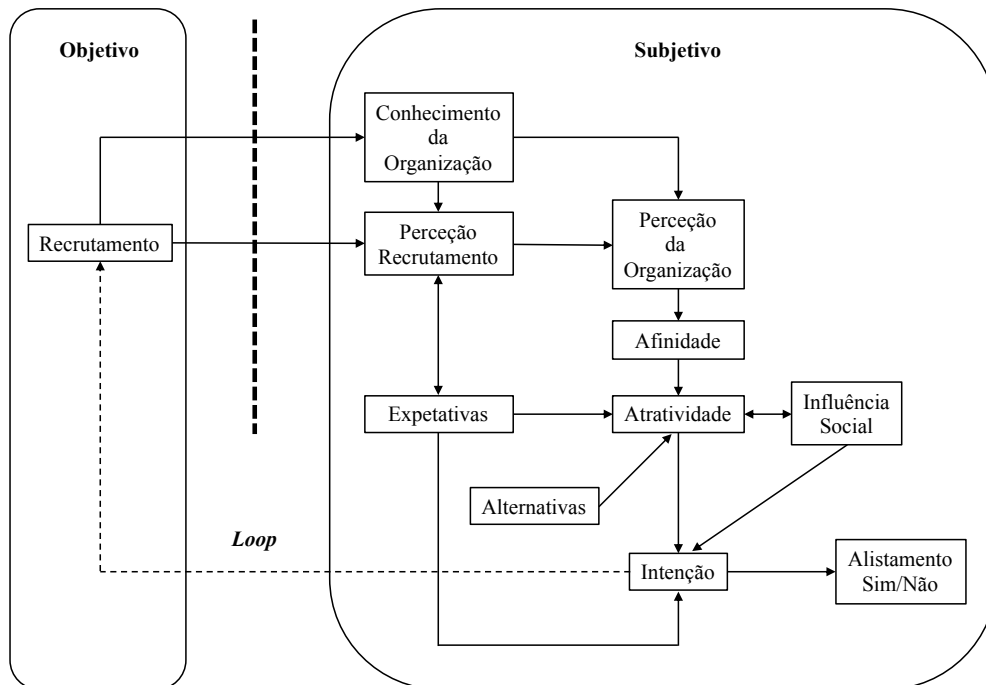 Objetivo
Subjetivo
Conhecimento
da
Organização
Recrutamento
Perceção
Recrutamento
Perceção
da
Organização
Afinidade
Expetativas
Atratividade
Influência
Social
Alternativas
Loop
Intenção
Alistamento
Sim/Não